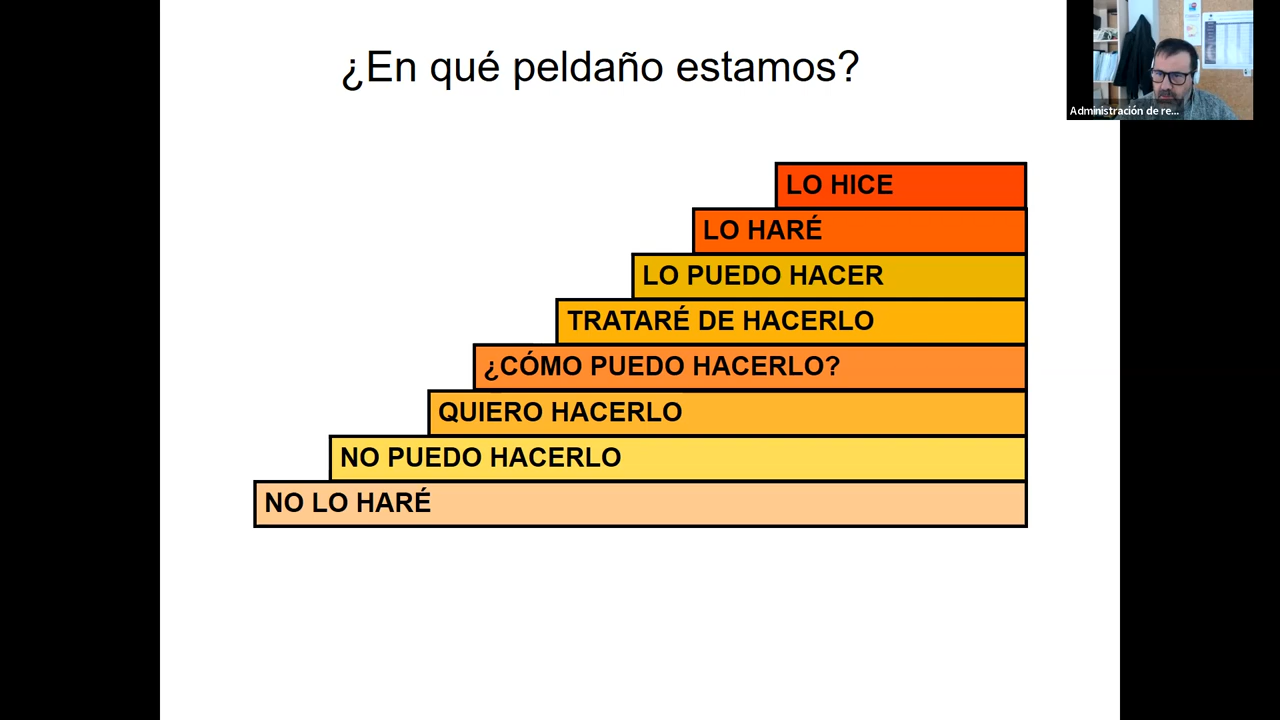 ¿En qué peldaño estamos?
Administración de re...
LO HICE
LO HARÉ
LO PUEDO HACER
TRATARÉ DE HACERLO
¿CÓMO PUEDO HACERLO?
QUIERO HACERLO
NO PUEDO HACERLO
NO LO HARÉ